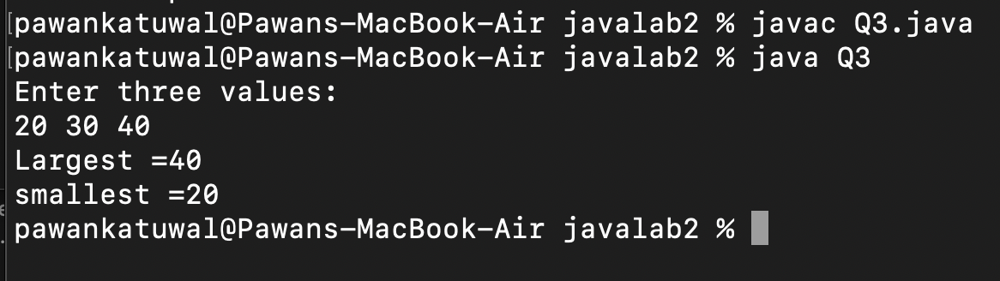 [pawankatuwal@Pawans-MacBook-Air javalab2 % javac Q3.java
[pawankatuwal@Pawans-MacBook-Air javalab2 % java Q3
Enter three values:
20 30 40
Largest =40
smallest =20
pawankatuwal@Pawans-MacBook-Air javalab2 %